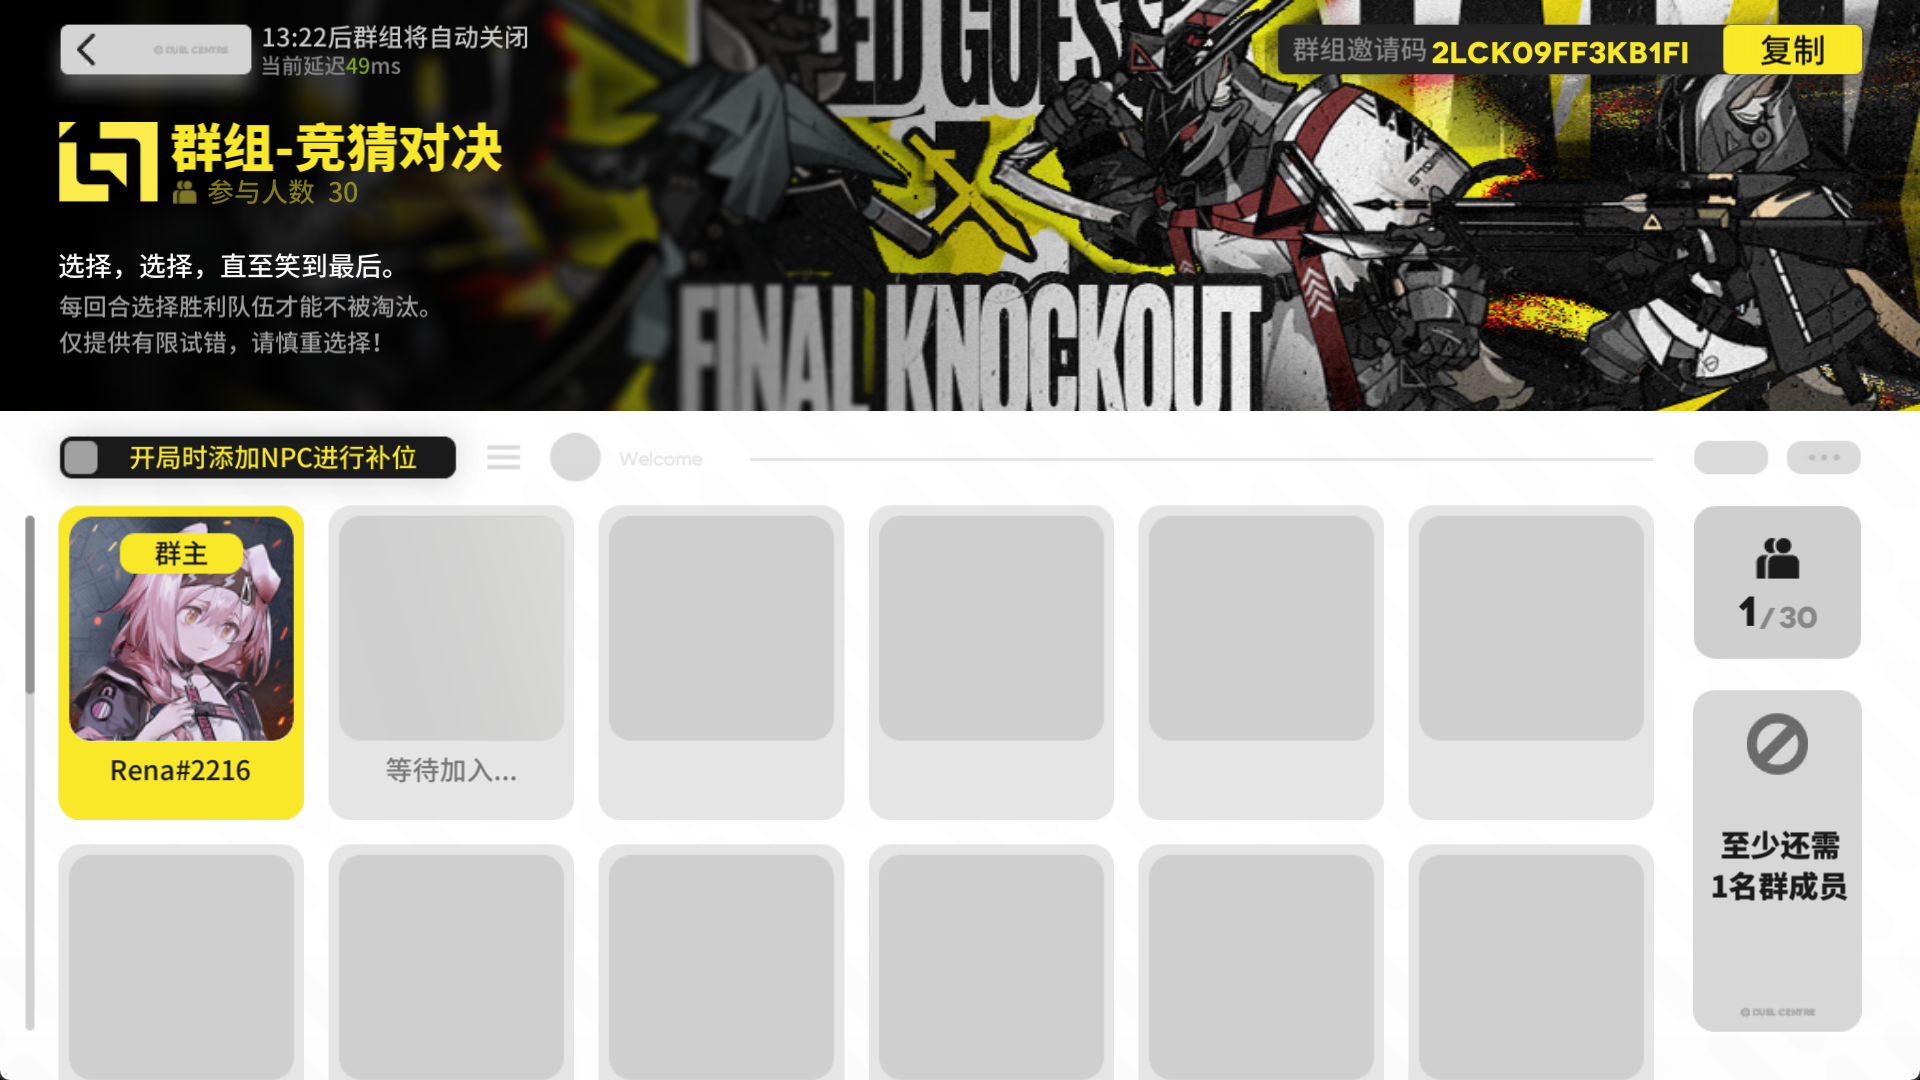 DUEL CENTRE
13:22后群组将自动关闭
当前延迟49ms
群组邀请码 2LCK09FF3KB1FI
复制
群组-竞猜对决
参与人数 30
选择，选择，直至笑到最后。
每回合选择胜利队伍才能不被淘汰。
仅提供有限试错，请慎重选择！
FINAL KNOCKOUT
开局时添加NPC进行补位
Welcome
群主
Rena#2216
等待加入...
1/30
至少还需
1名群成员
DUEL CENTRE